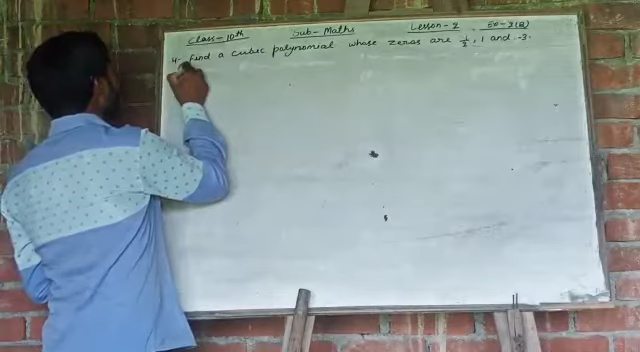 Class-10th Sub-Maths Lesson-2 Ex-3(B)
4. Find a cubic polynomial whose zeros are 1/2, 1 and -3.